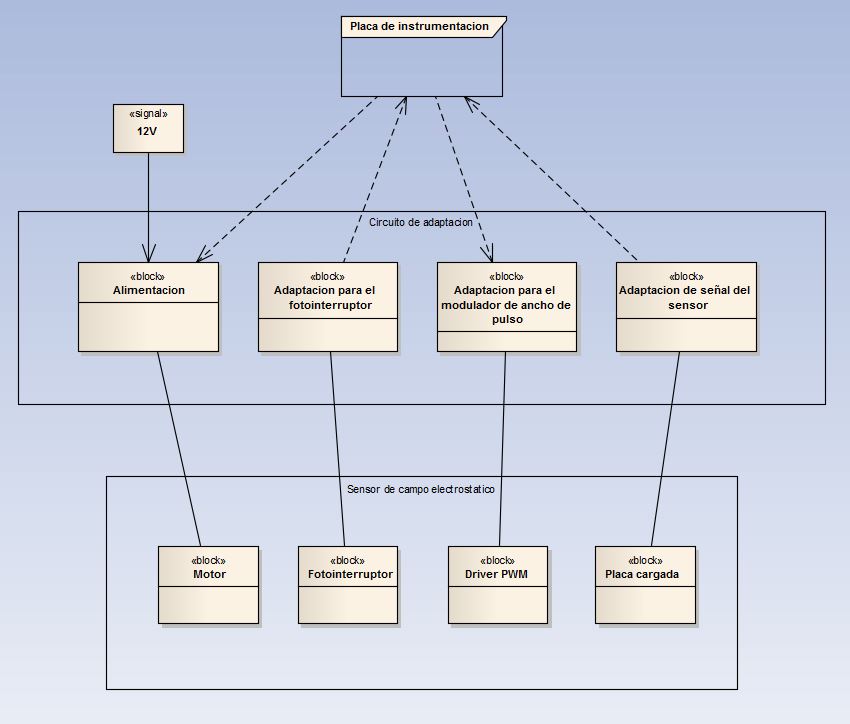 Placa de instrumentacion
«signal»
12V
Circuito de adaptacion
«block»
Alimentacion
«block»
Adaptacion para el
fotointerruptor
«block»
Adaptacion para el
modulador de ancho de
pulso
«block»
Adaptacion de señal del
sensor
Sensor de campo electrostatico
«block»
Motor
«block»
Fotointerruptor
«block»
Driver PWM
«block»
Placa cargada